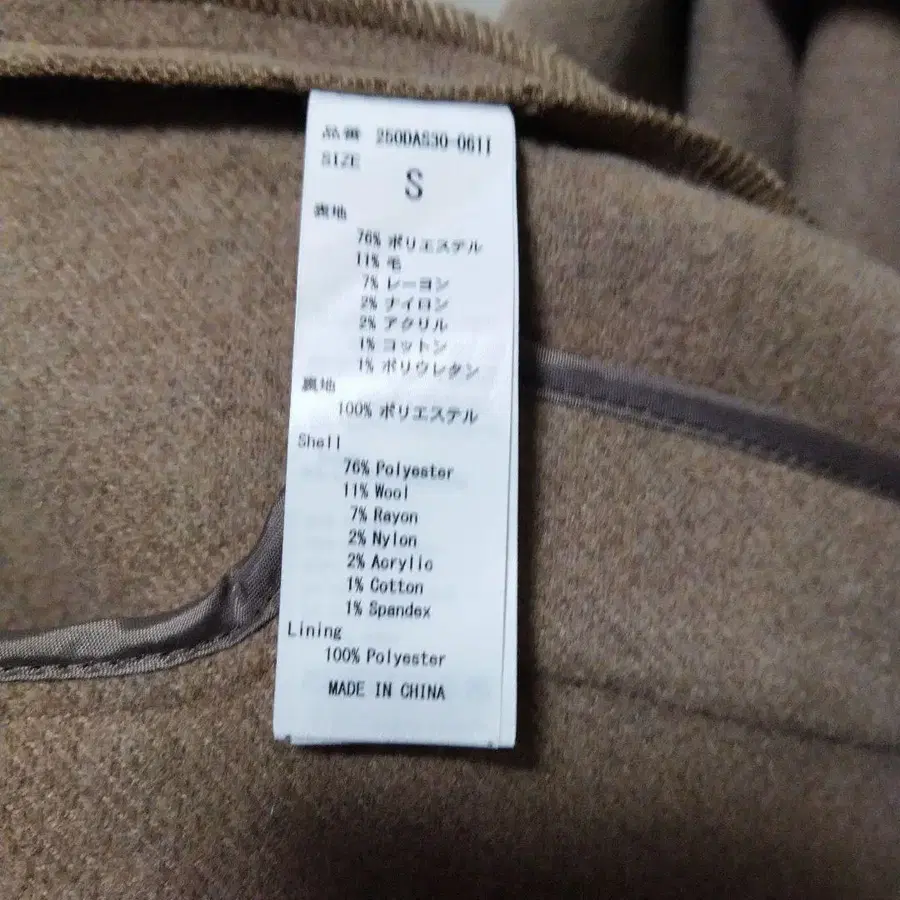 品番 250DAS30-0611
SIZE
S
表地
76% ポリエステル
11% 毛
7% レーヨン
2% ナイロン
2% アクリル
1% コットン
1% ポリウレタン
裏地
100% ポリエステル
Shell
76% Polyester
11% Wool
7% Rayon
2% Nylon
2% Acrylic
1% Cotton
1% Spandex
Lining
100% Polyester
MADE IN CHINA